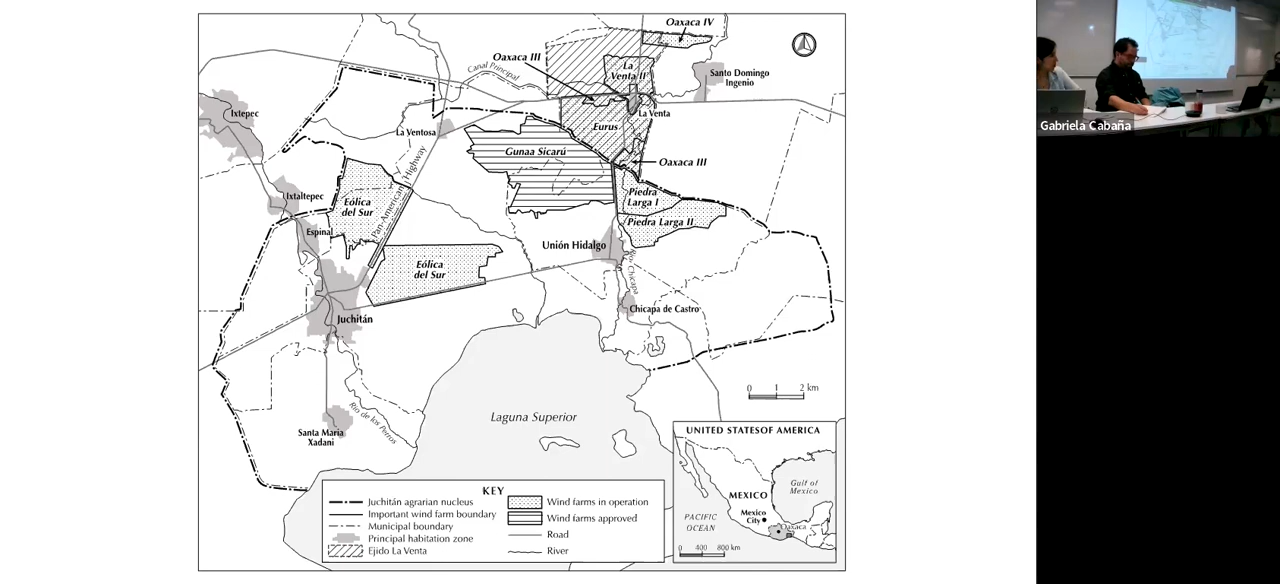 Oaxaca IV
Oaxaca III
Canal Principal
La
Venta II
Santo Domingo
Ingenio
Ixtepec
La Ventosa
La Venta
Eurus
Gunaa Sicarú
Oaxaca III
Pan-American Highway
Ixtaltepec
Eólica
del Sur
Piedra
Larga I
Piedra Larga II
Espinal
Unión Hidalgo
Eólica
del Sur
Río Chicapa
Chicapa de Castro
Juchitán
0 1 2 km
Laguna Superior
Río de los Perros
Santa María
Xadani
KEY
Juchitán agrarian nucleus
Important wind farm boundary
Municipal boundary
Principal habitation zone
Ejido La Venta
Wind farms in operation
Wind farms approved
Road
River
UNITED STATESOF AMERICA
Gulf of
Mexico
MEXICO
Mexico
City
PACIFIC
OCEAN
Oaxaca
0 400 800 km
Gabriela Cabaña